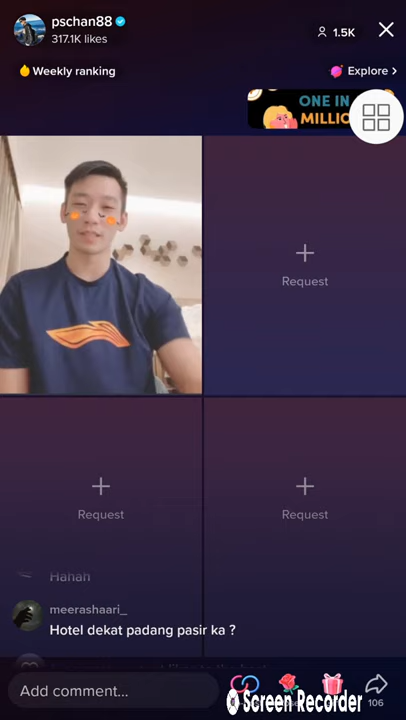 pschan88
317.1K likes
1.5K
Weekly ranking
Explore >
ONE IN
MILLIO
Request
Request
Request
Hahah
meerashaari_
Hotel dekat padang pasir ka ?
Add comment...
106
Screen Recorder